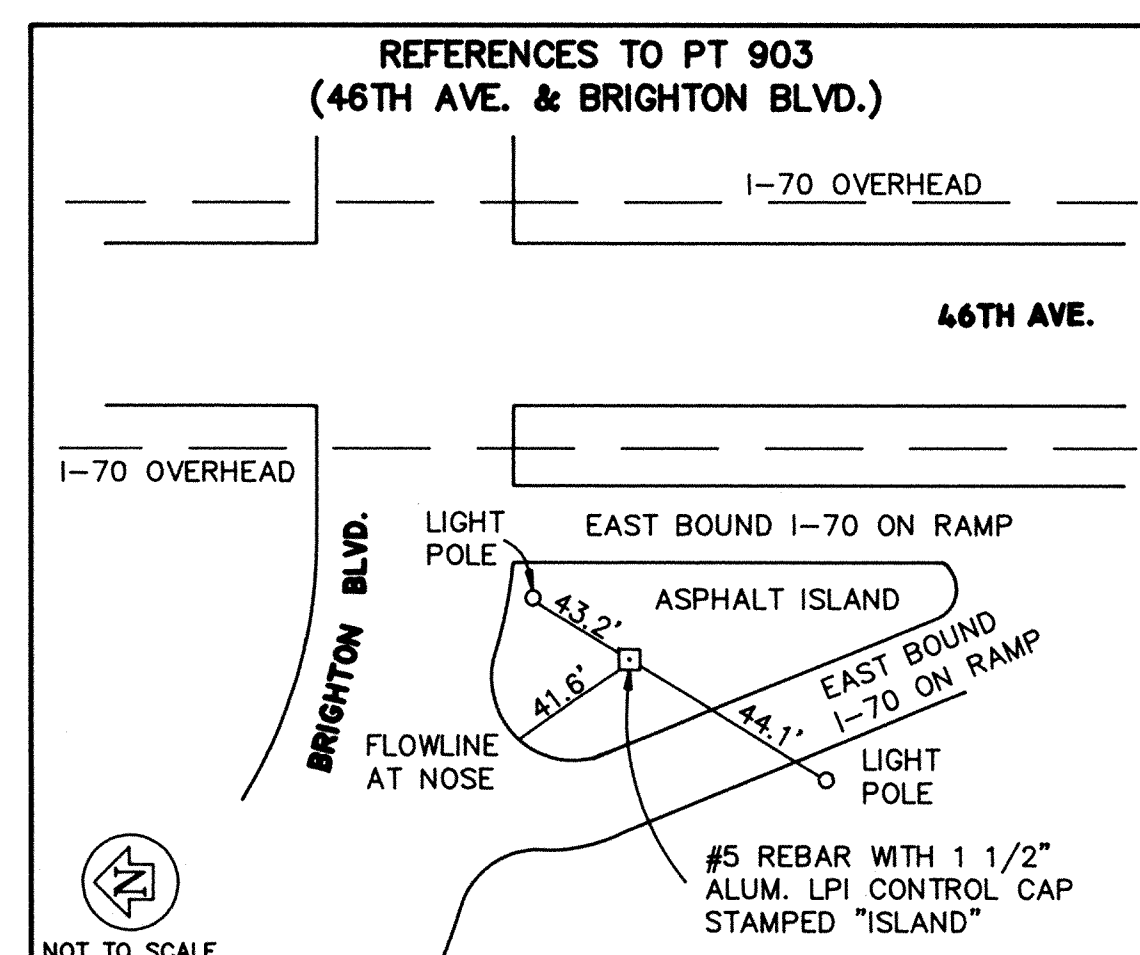 REFERENCES TO PT 903
(46TH AVE. & BRIGHTON BLVD.)
I-70 OVERHEAD
46TH AVE.
I-70 OVERHEAD
BRIGHTON BLVD.
LIGHT
POLE
EAST BOUND I-70 ON RAMP
ASPHALT ISLAND
43.2'
41.6'
44.1'
EAST BOUND
I-70 ON RAMP
FLOWLINE
AT NOSE
LIGHT
POLE
#5 REBAR WITH 1 1/2"
ALUM. LPI CONTROL CAP
STAMPED "ISLAND"
N
NOT TO SCALE